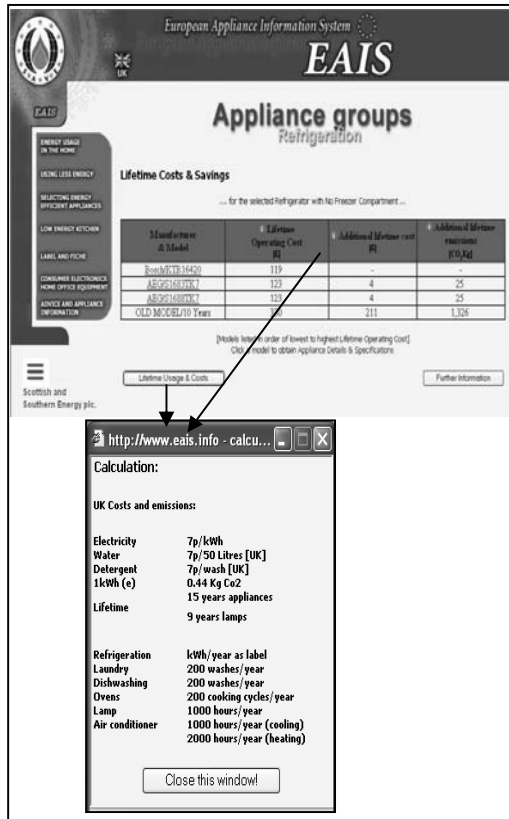 European Appliance Information System
EAIS
UK
EAIS
Appliance groups
Refrigeration
ENERGY USAGE
IN THE HOME
USING LESS ENERGY
SELECTING ENERGY
EFFICIENT APPLIANCES
LOW ENERGY KITCHEN
LABEL AND FICHE
CONSUMER ELECTRONICS
HOME OFFICE EQUIPMENT
ADVICE AND APPLIANCE
INFORMATION
Lifetime Costs & Savings
.... for the selected Refrigerator with No Freezer Compartment ...
Manufacturer & Model Lifetime Operating Cost Additional lifetime cost Additional lifetime emissions
Bosch/KTR16420 119 - -
123 4 25
123 4 25
OLD MODEL/10 Years 211 1,326
[Models listed in order of lowest to highest Lifetime Operating Cost]
Click a model to obtain Appliance Details & Specifications
Lifetime Usage & Costs
Further Information
Scottish and
Southern Energy plc.
http://www.eais.info - calcu...
Calculation:
UK Costs and emissions:
Electricity 7p/kWh
Water 7p/50 Litres [UK]
Detergent 7p/wash [UK]
1kWh (e) 0.44 Kg Co2
Lifetime 15 years appliances
9 years lamps
Refrigeration kWh/year as label
Laundry 200 washes/year
Dishwashing 200 washes/year
Ovens 200 cooking cycles/year
Lamp 1000 hours/year
Air conditioner 1000 hours/year (cooling)
2000 hours/year (heating)
Close this window!